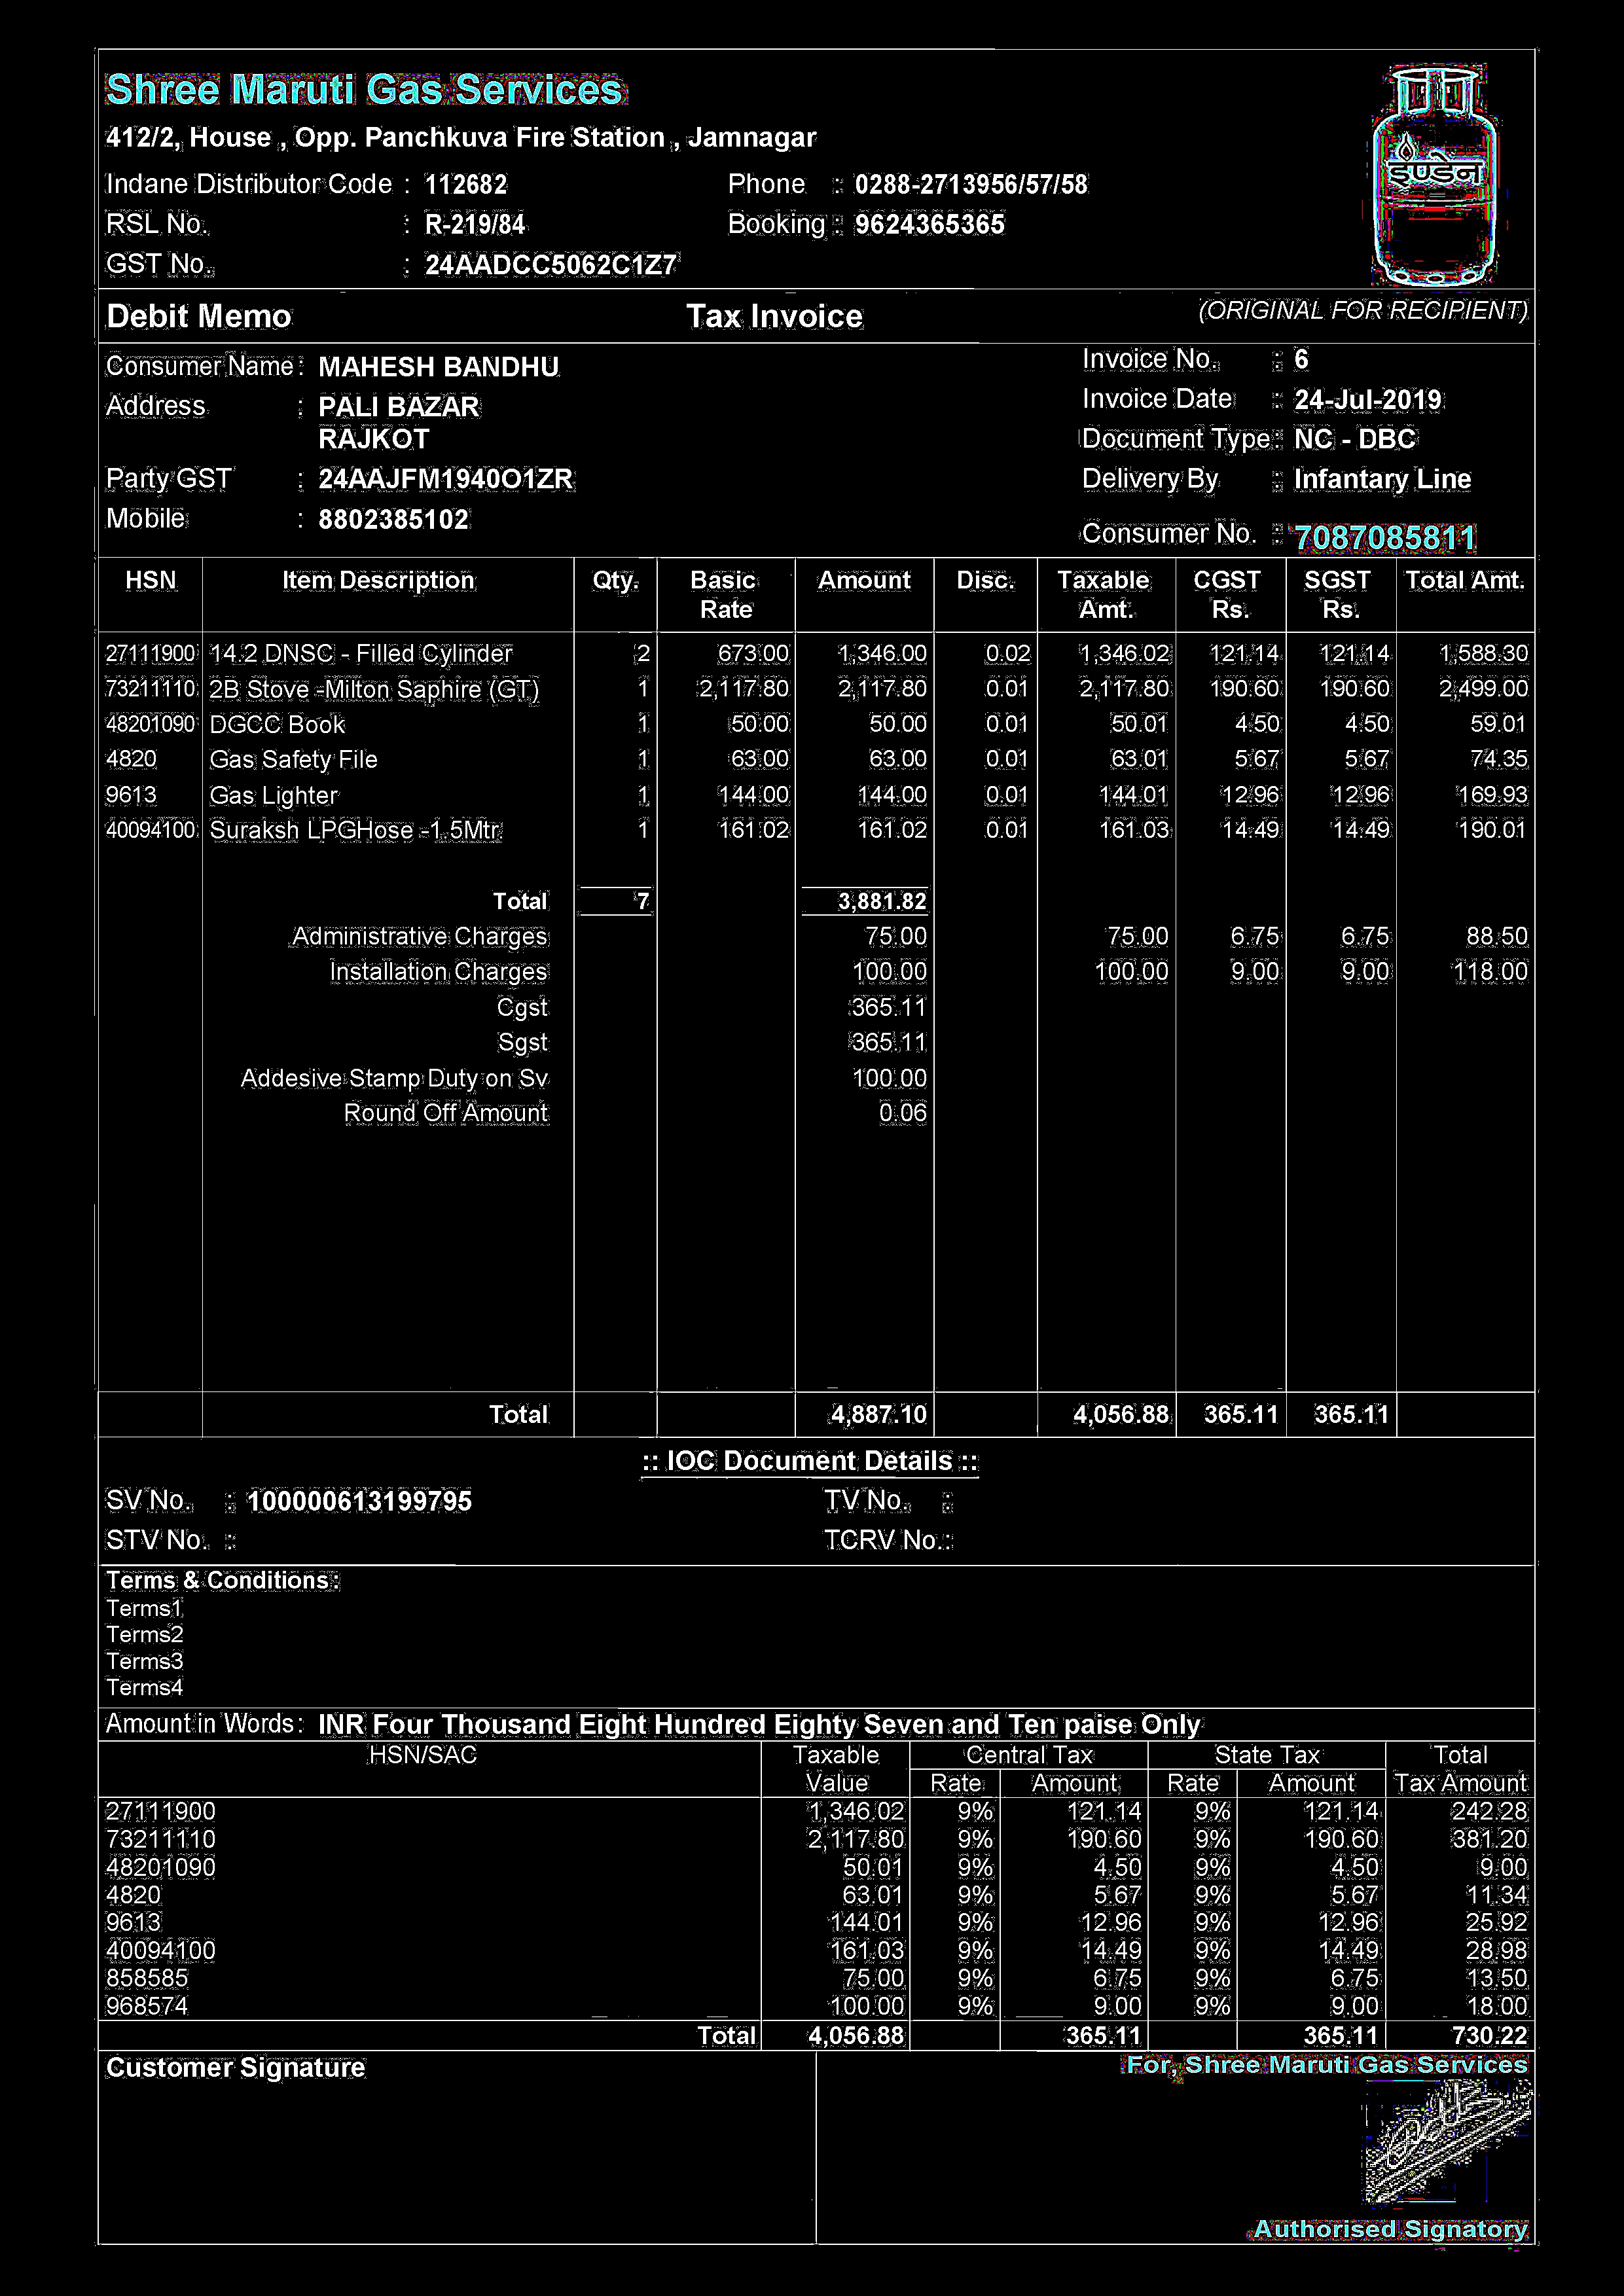 Shree Maruti Gas Services
412/2, House , Opp. Panchkuva Fire Station , Jamnagar
Indane Distributor Code : 112682 Phone : 0288-2713956/57/58
RSL No. : R-219/84 Booking : 9624365365
GST No. : 24AADCC5062C1Z7
इण्डेन
Debit Memo Tax Invoice (ORIGINAL FOR RECIPIENT)
Consumer Name : MAHESH BANDHU Invoice No. : 6
Address : PALI BAZAR Invoice Date : 24-Jul-2019
RAJKOT Document Type : NC - DBC
Party GST : 24AAJFM1940O1ZR Delivery By : Infantary Line
Mobile : 8802385102 Consumer No. : 7087085811
HSN Item Description Qty. Basic Rate Amount Disc. Taxable Amt. CGST Rs. SGST Rs. Total Amt.
27111900 14.2 DNSC - Filled Cylinder 2 673.00 1,346.00 0.02 1,346.02 121.14 121.14 1,588.30
73211110 2B Stove -Milton Saphire (GT) 1 2,117.80 2,117.80 0.01 2,117.80 190.60 190.60 2,499.00
48201090 DGCC Book 1 50.00 50.00 0.01 50.01 4.50 4.50 59.01
4820 Gas Safety File 1 63.00 63.00 0.01 63.01 5.67 5.67 74.35
9613 Gas Lighter 1 144.00 144.00 0.01 144.01 12.96 12.96 169.93
40094100 Suraksh LPGHose -1.5Mtr 1 161.02 161.02 0.01 161.03 14.49 14.49 190.01
Total 7 3,881.82
Administrative Charges 75.00 75.00 6.75 6.75 88.50
Installation Charges 100.00 100.00 9.00 9.00 118.00
Cgst 365.11
Sgst 365.11
Addesive Stamp Duty on Sv 100.00
Round Off Amount 0.06
Total 4,887.10 4,056.88 365.11 365.11
:: IOC Document Details ::
SV No. : 100000613199795 TV No. :
STV No. : TCRV No.:
Terms & Conditions :
Terms1
Terms2
Terms3
Terms4
Amount in Words : INR Four Thousand Eight Hundred Eighty Seven and Ten paise Only
HSN/SAC Taxable Central Tax State Tax Total
Value Rate Amount Rate Amount Tax Amount
27111900 1,346.02 9% 121.14 9% 121.14 242.28
73211110 2,117.80 9% 190.60 9% 190.60 381.20
48201090 50.01 9% 4.50 9% 4.50 9.00
4820 63.01 9% 5.67 9% 5.67 11.34
9613 144.01 9% 12.96 9% 12.96 25.92
40094100 161.03 9% 14.49 9% 14.49 28.98
858585 75.00 9% 6.75 9% 6.75 13.50
968574 100.00 9% 9.00 9% 9.00 18.00
Total 4,056.88 365.11 365.11 730.22
Customer Signature For, Shree Maruti Gas Services
Authorised Signatory